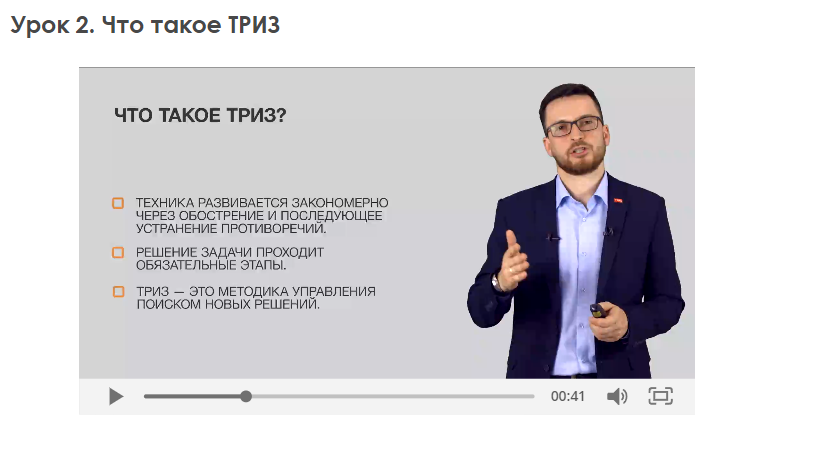 Урок 2. Что такое ТРИЗ
ЧТО ТАКОЕ ТРИЗ?
ТЕХНИКА РАЗВИВАЕТСЯ ЗАКОНОМЕРНО
ЧЕРЕЗ ОБОСТРЕНИЕ И ПОСЛЕДУЮЩЕЕ
УСТРАНЕНИЕ ПРОТИВОРЕЧИЙ.
РЕШЕНИЕ ЗАДАЧИ ПРОХОДИТ
ОБЯЗАТЕЛЬНЫЕ ЭТАПЫ.
ТРИЗ — ЭТО МЕТОДИКА УПРАВЛЕНИЯ
ПОИСКОМ НОВЫХ РЕШЕНИЙ.
00:41